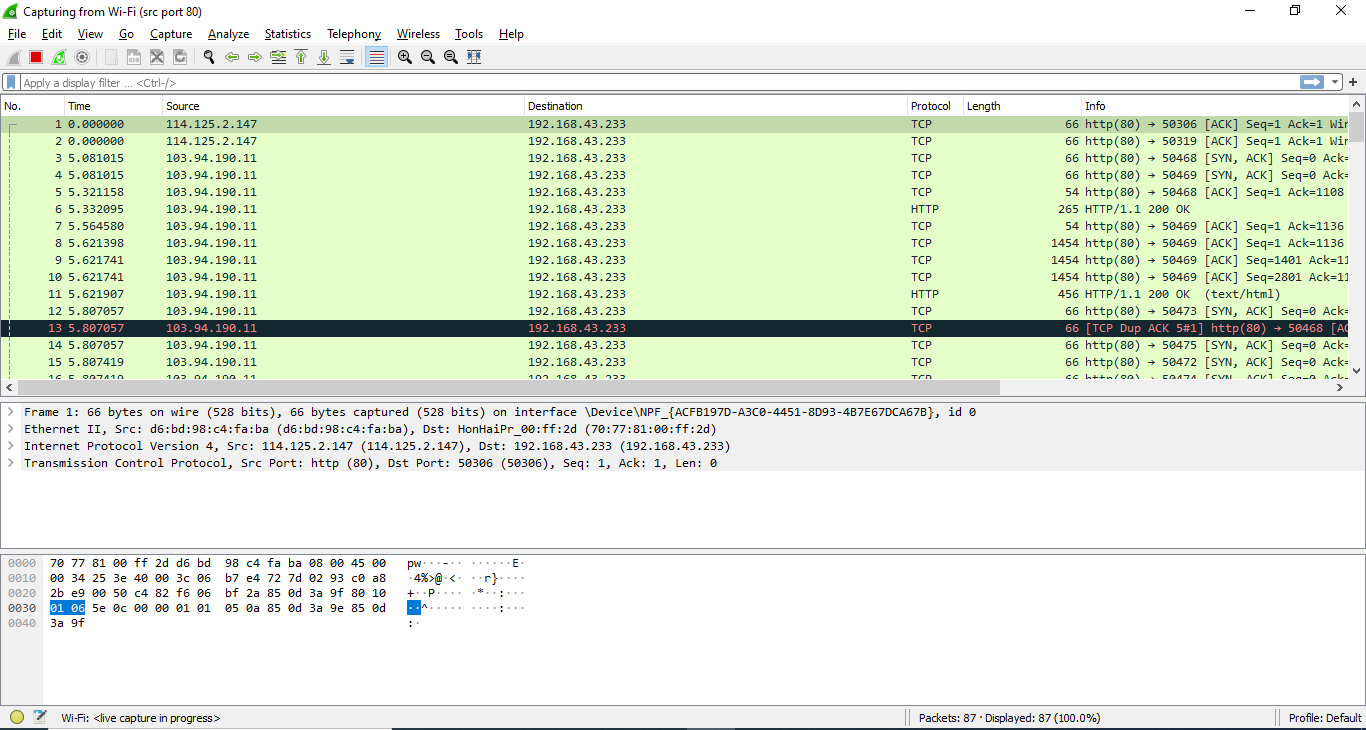 Capturing from Wi-Fi (src port 80)
File Edit View Go Capture Analyze Statistics Telephony Wireless Tools Help
Apply a display filter ... <Ctrl-/>
No. Time Source Destination Protocol Length Info
1 0.000000 114.125.2.147 192.168.43.233 TCP 66 http(80) → 50306 [ACK] Seq=1 Ack=1 Wir
2 0.000000 114.125.2.147 192.168.43.233 TCP 66 http(80) → 50319 [ACK] Seq=1 Ack=1 Wir
3 5.081015 103.94.190.11 192.168.43.233 TCP 66 http(80) → 50468 [SYN, ACK] Seq=0 Ack=
4 5.081015 103.94.190.11 192.168.43.233 TCP 66 http(80) → 50469 [SYN, ACK] Seq=0 Ack=
5 5.321158 103.94.190.11 192.168.43.233 TCP 54 http(80) → 50468 [ACK] Seq=1 Ack=1108
6 5.332095 103.94.190.11 192.168.43.233 HTTP 265 HTTP/1.1 200 OK
7 5.564580 103.94.190.11 192.168.43.233 TCP 54 http(80) → 50469 [ACK] Seq=1 Ack=1136
8 5.621398 103.94.190.11 192.168.43.233 TCP 1454 http(80) → 50469 [ACK] Seq=1 Ack=1136
9 5.621741 103.94.190.11 192.168.43.233 TCP 1454 http(80) → 50469 [ACK] Seq=1401 Ack=11
10 5.621741 103.94.190.11 192.168.43.233 TCP 1454 http(80) → 50469 [ACK] Seq=2801 Ack=11
11 5.621907 103.94.190.11 192.168.43.233 HTTP 456 HTTP/1.1 200 OK (text/html)
12 5.807057 103.94.190.11 192.168.43.233 TCP 66 http(80) → 50473 [SYN, ACK] Seq=0 Ack=
13 5.807057 103.94.190.11 192.168.43.233 TCP 66 [TCP Dup ACK 5#1] http(80) → 50468 [AC
14 5.807057 103.94.190.11 192.168.43.233 TCP 66 http(80) → 50475 [SYN, ACK] Seq=0 Ack=
15 5.807419 103.94.190.11 192.168.43.233 TCP 66 http(80) → 50472 [SYN, ACK] Seq=0 Ack=
16 5.807419 103.94.190.11 192.168.43.233 TCP 66 http(80) → 50474 [SYN, ACK] Seq=0 Ack=
Frame 1: 66 bytes on wire (528 bits), 66 bytes captured (528 bits) on interface \Device\NPF_{ACFB197D-A3C0-4451-8D93-4B7E67DCA67B}, id 0
Ethernet II, Src: d6:bd:98:c4:fa:ba (d6:bd:98:c4:fa:ba), Dst: HonHaiPr_00:ff:2d (70:77:81:00:ff:2d)
Internet Protocol Version 4, Src: 114.125.2.147 (114.125.2.147), Dst: 192.168.43.233 (192.168.43.233)
Transmission Control Protocol, Src Port: http (80), Dst Port: 50306 (50306), Seq: 1, Ack: 1, Len: 0
0000 70 77 81 00 ff 2d d6 bd 98 c4 fa ba 08 00 45 00 pw···-·· ······E·
0010 00 34 25 3e 40 00 3c 06 b7 e4 72 7d 02 93 c0 a8 ·4%>@·<· ··r}····
0020 2b e9 00 50 c4 82 f6 06 bf 2a 85 0d 3a 9f 80 10 +··P···· ·*··:···
0030 01 06 5e 0c 00 00 01 01 05 0a 85 0d 3a 9e 85 0d ··^····· ····:···
0040 3a 9f :·
Wi-Fi: <live capture in progress> Packets: 87 · Displayed: 87 (100.0%) Profile: Default